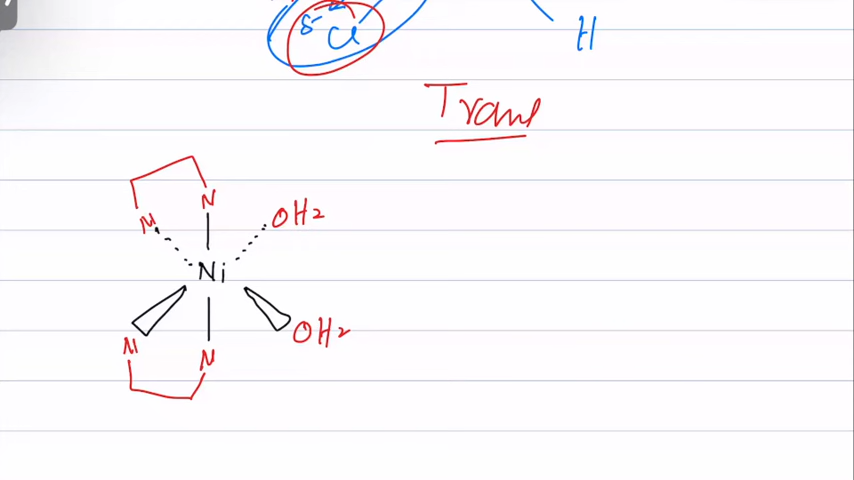 δ- Cl
H
Trans
N
N OH2
Ni
N N OH2